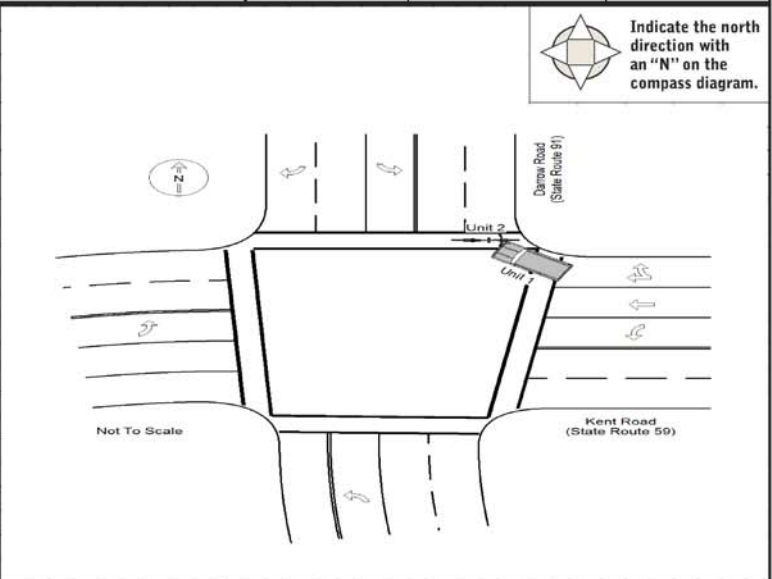 Indicate the north
direction with
an “N” on the
compass diagram.
Darrow Road
(State Route 91)
N
Unit 2
Unit 1
Not To Scale
Kent Road
(State Route 59)